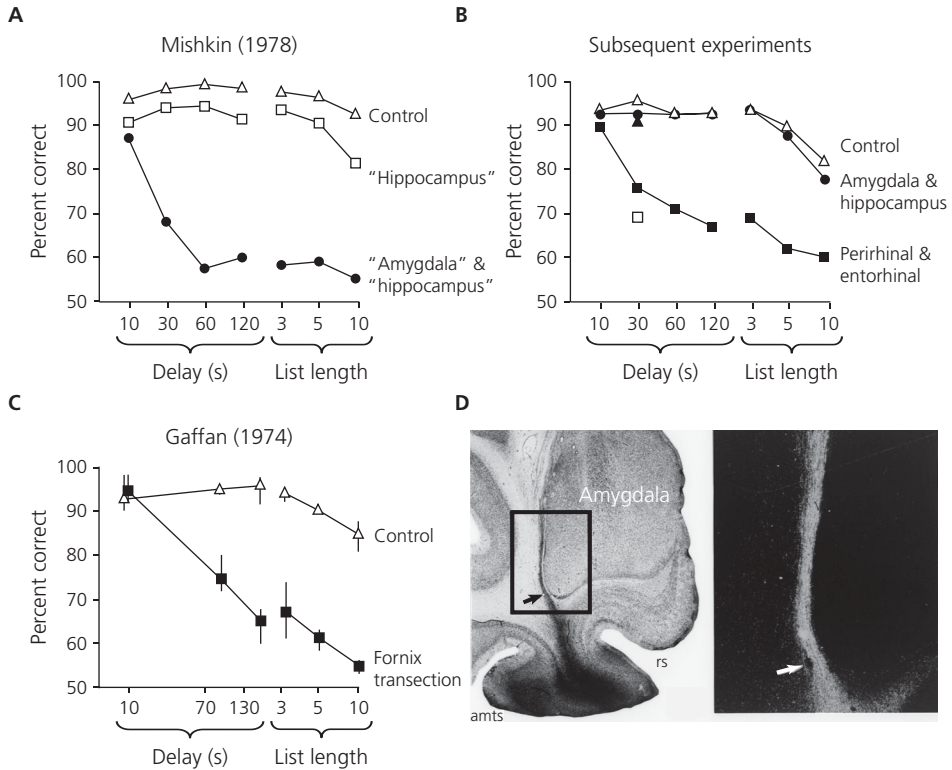 A
Mishkin (1978)
100
90
80
70
60
50
Percent correct
Control
"Hippocampus"
"Amygdala" &
"hippocampus"
10 30 60 120 3 5 10
Delay (s) List length
B
Subsequent experiments
100
90
80
70
60
50
Percent correct
Control
Amygdala &
hippocampus
Perirhinal &
entorhinal
10 30 60 120 3 5 10
Delay (s) List length
C
Gaffan (1974)
100
90
80
70
60
50
Percent correct
Control
Fornix
transection
10 70 130 3 5 10
Delay (s) List length
D
Amygdala
rs
amts